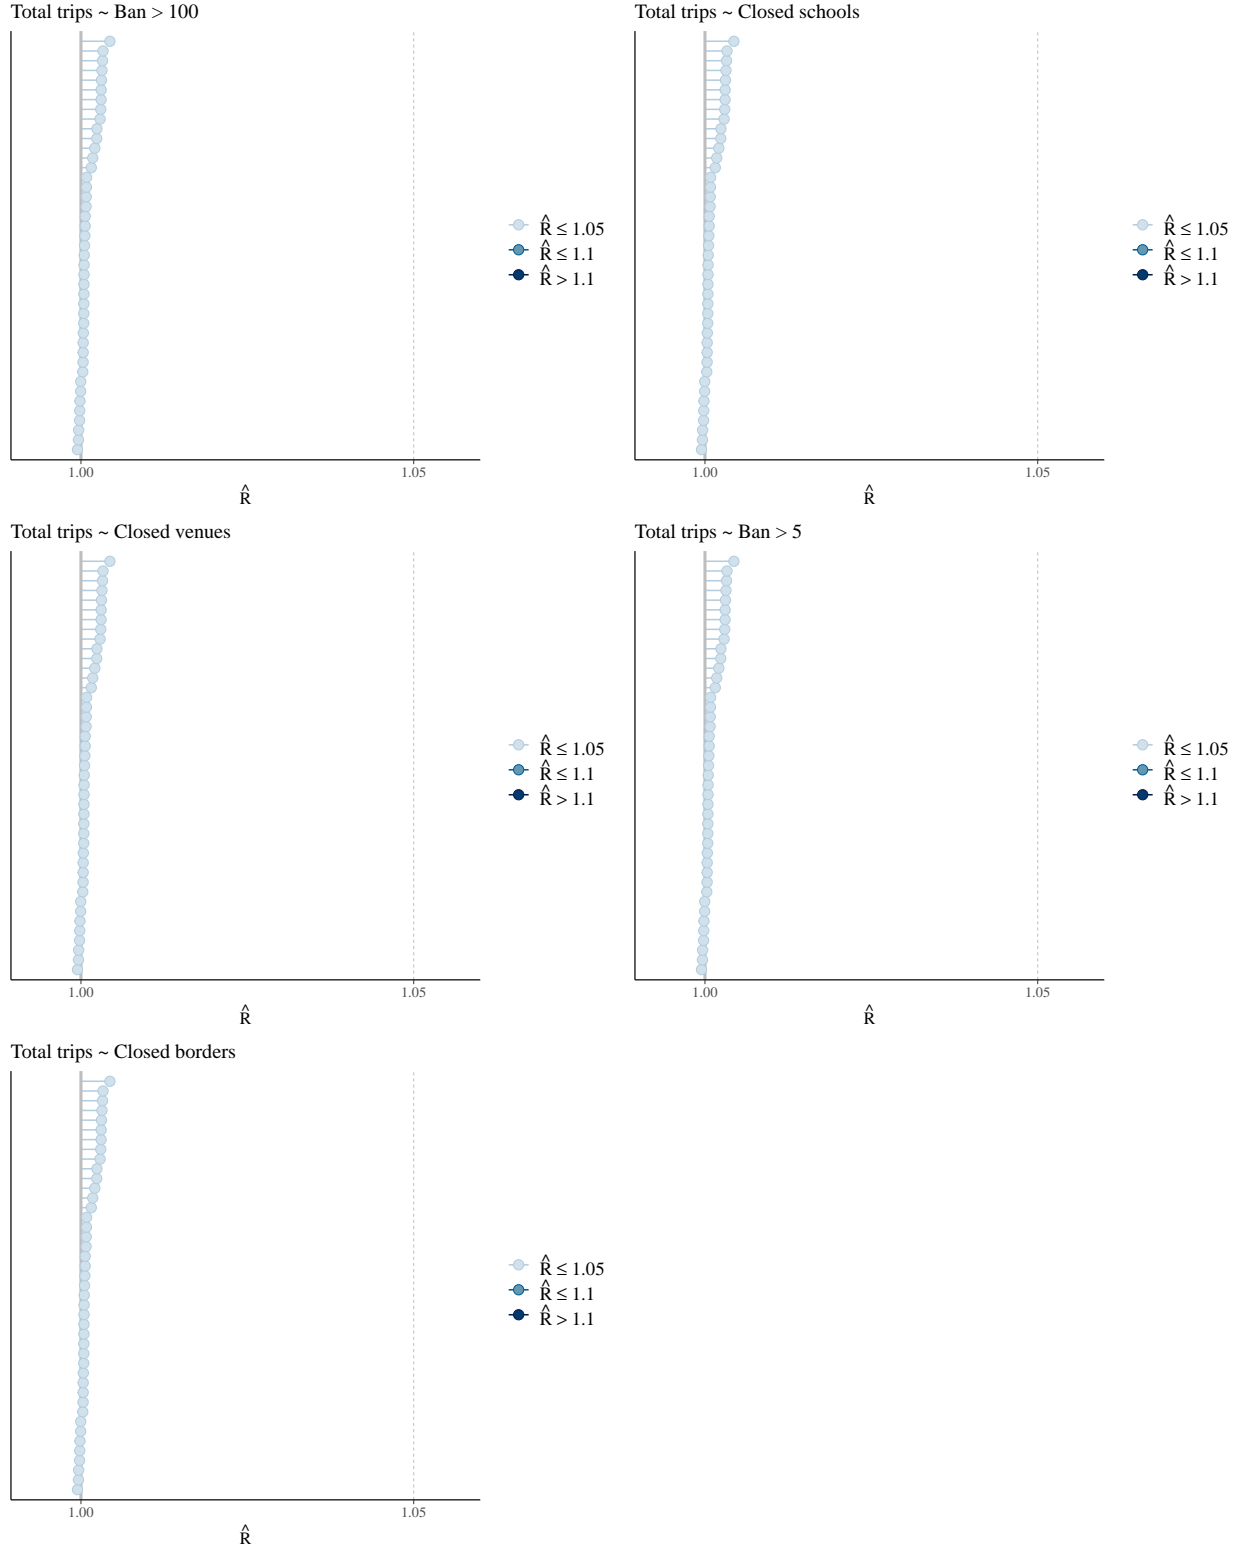 Total trips ~ Ban > 100
R̂ ≤ 1.05
R̂ ≤ 1.1
R̂ > 1.1
1.00 1.05
R̂
Total trips ~ Closed schools
R̂ ≤ 1.05
R̂ ≤ 1.1
R̂ > 1.1
1.00 1.05
R̂
Total trips ~ Closed venues
R̂ ≤ 1.05
R̂ ≤ 1.1
R̂ > 1.1
1.00 1.05
R̂
Total trips ~ Ban > 5
R̂ ≤ 1.05
R̂ ≤ 1.1
R̂ > 1.1
1.00 1.05
R̂
Total trips ~ Closed borders
R̂ ≤ 1.05
R̂ ≤ 1.1
R̂ > 1.1
1.00 1.05
R̂